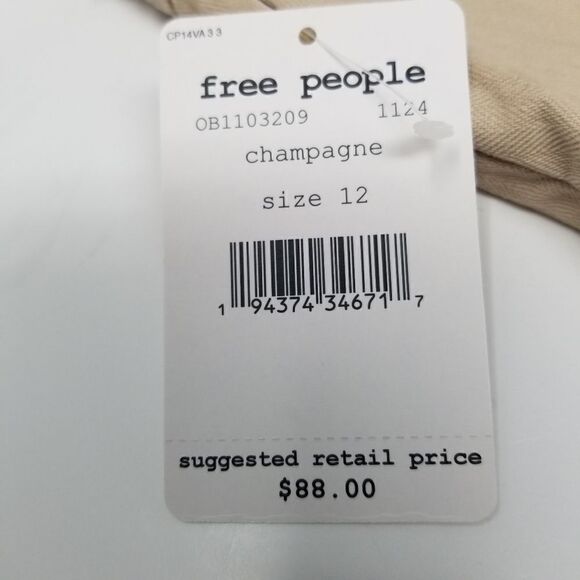 CP14VA33
free people
OB1103209 1124
champagne
size 12
1 94374 34671 7
suggested retail price
$88.00